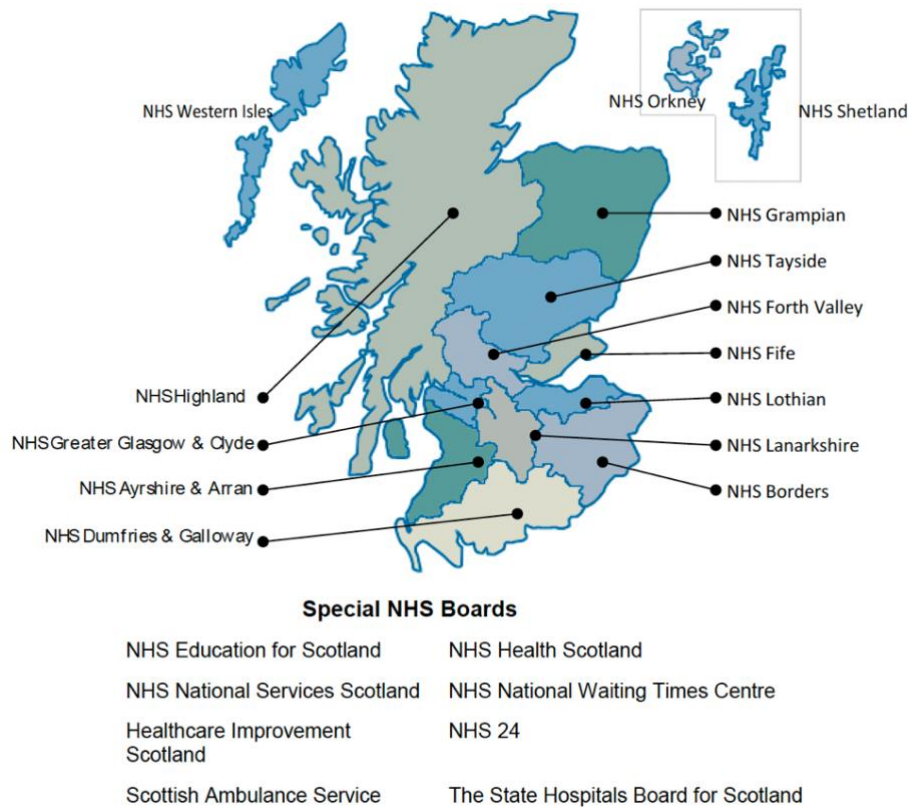 NHS Western Isles
NHS Orkney
NHS Shetland
NHS Grampian
NHS Tayside
NHS Forth Valley
NHS Fife
NHS Lothian
NHS Lanarkshire
NHS Borders
NHSHighland
NHSGreater Glasgow & Clyde
NHS Ayrshire & Arran
NHS Dumfries & Galloway
Special NHS Boards
NHS Education for Scotland
NHS Health Scotland
NHS National Services Scotland
NHS National Waiting Times Centre
Healthcare Improvement
Scotland
NHS 24
Scottish Ambulance Service
The State Hospitals Board for Scotland